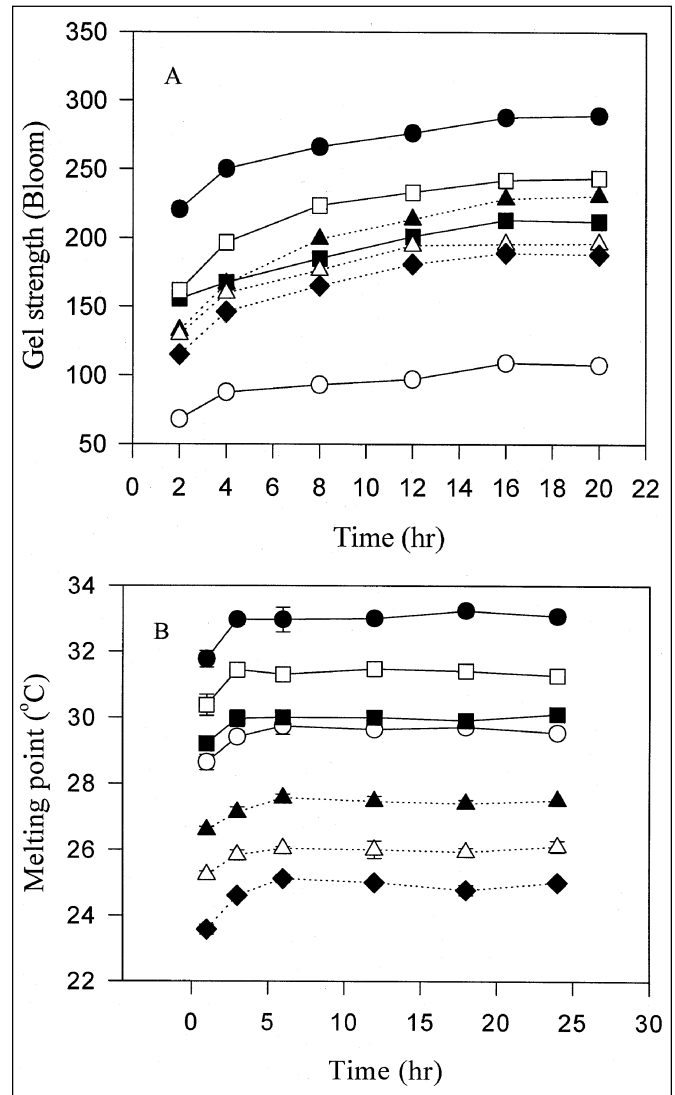 350
A
300
250
200
150
100
50
Gel strength (Bloom)
0 2 4 6 8 10 12 14 16 18 20 22
Time (hr)
34
B
32
30
28
26
24
22
Melting point (°C)
0 5 10 15 20 25 30
Time (hr)